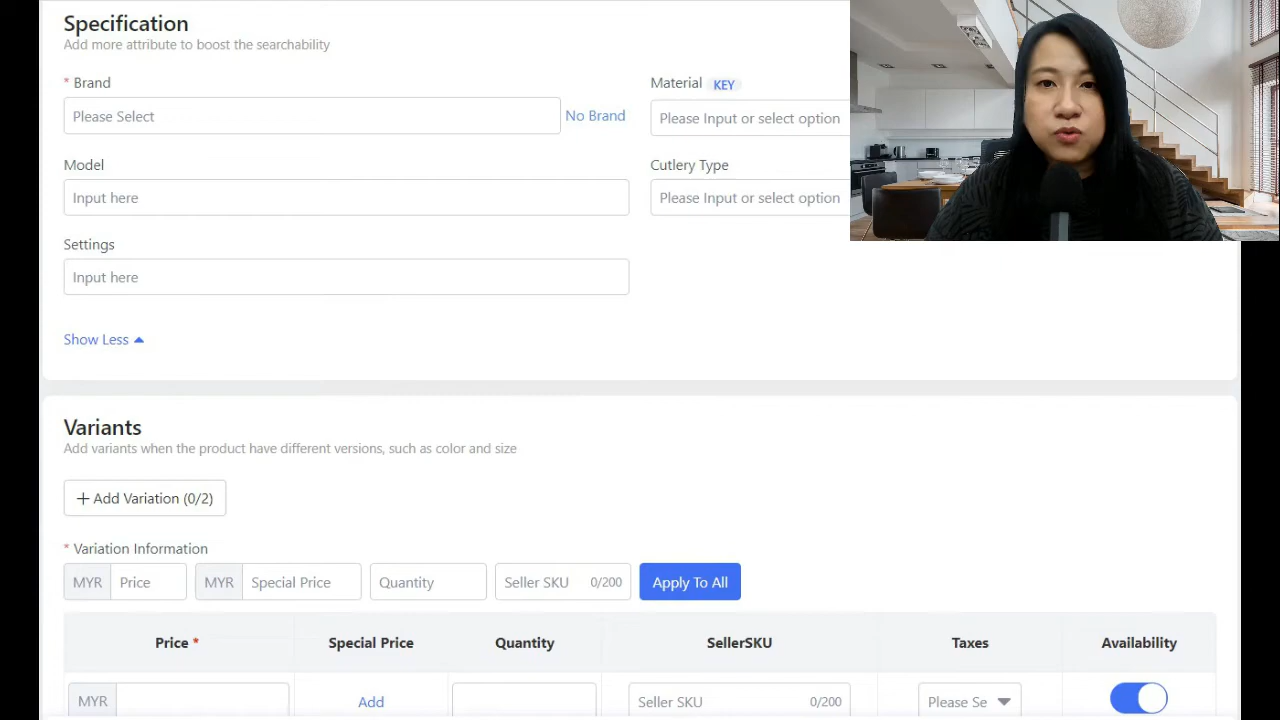 Specification
Add more attribute to boost the searchability
* Brand
Please Select
No Brand
Material KEY
Please Input or select option
Model
Input here
Cutlery Type
Please Input or select option
Settings
Input here
Show Less
Variants
Add variants when the product have different versions, such as color and size
+ Add Variation (0/2)
* Variation Information
MYR Price MYR Special Price Quantity Seller SKU 0/200 Apply To All
Price * Special Price Quantity SellerSKU Taxes Availability
MYR Add Seller SKU 0/200 Please Se